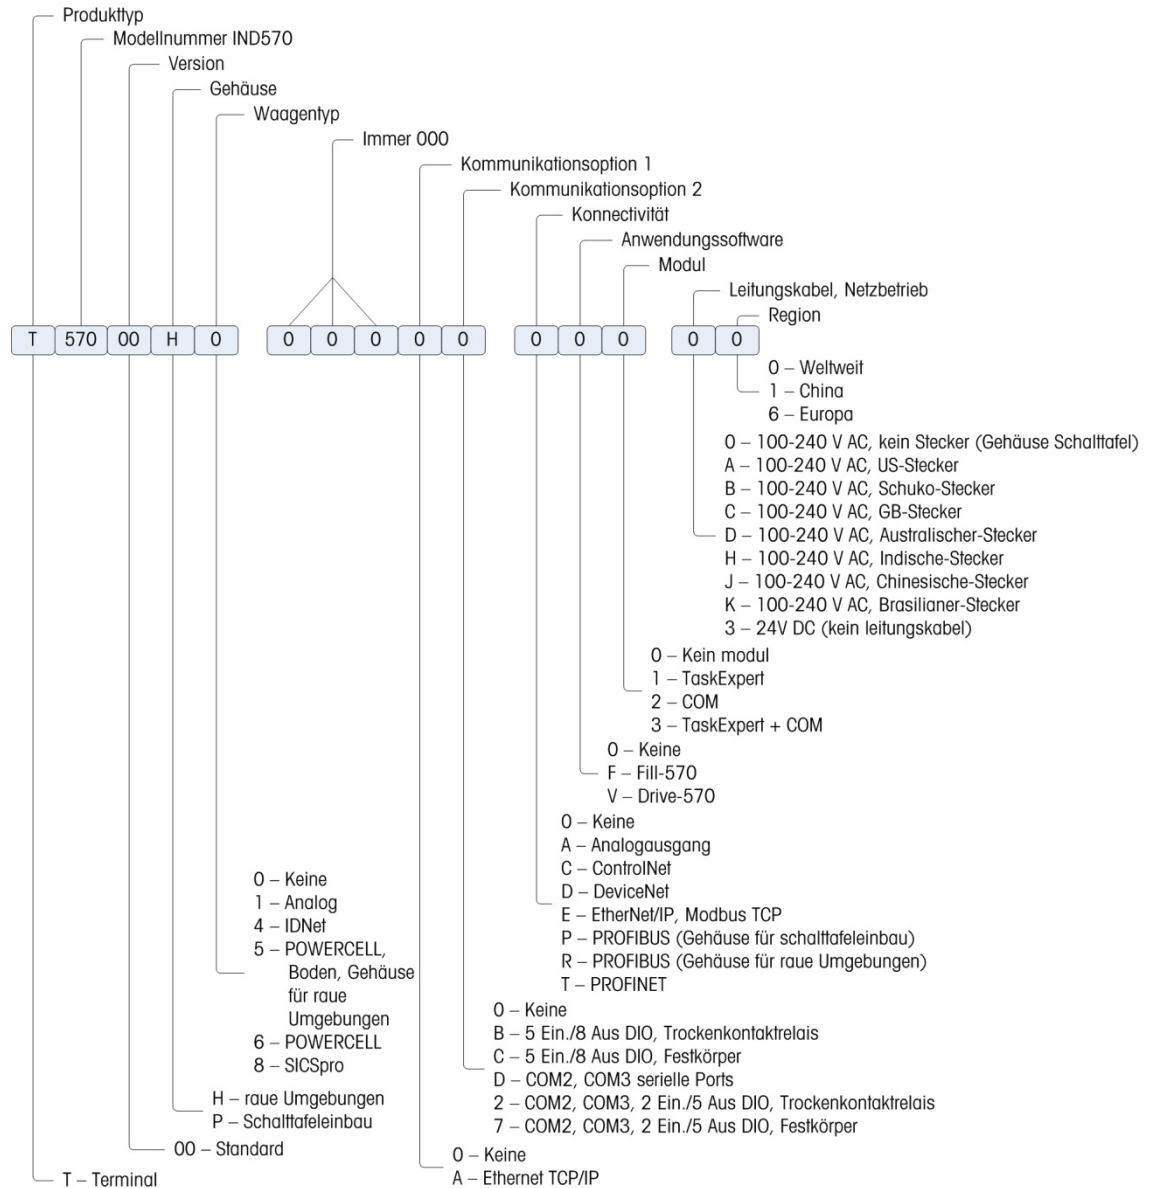 Produkttyp
Modellnummer IND570
Version
Gehäuse
Waagentyp
Immer 000
Kommunikationsoption 1
Kommunikationsoption 2
Konnectivität
Anwendungssoftware
Modul
Leitungskabel, Netzbetrieb
Region
T 570 00 H 0 0 0 0 0 0 0 0 0 0 0
0 – Weltweit
1 – China
6 – Europa
0 – 100-240 V AC, kein Stecker (Gehäuse Schalttafel)
A – 100-240 V AC, US-Stecker
B – 100-240 V AC, Schuko-Stecker
C – 100-240 V AC, GB-Stecker
D – 100-240 V AC, Australischer-Stecker
H – 100-240 V AC, Indische-Stecker
J – 100-240 V AC, Chinesische-Stecker
K – 100-240 V AC, Brasilianer-Stecker
3 – 24V DC (kein leitungskabel)
0 – Kein modul
1 – TaskExpert
2 – COM
3 – TaskExpert + COM
0 – Keine
F – Fill-570
V – Drive-570
0 – Keine
A – Analogausgang
C – ControlNet
D – DeviceNet
E – EtherNet/IP, Modbus TCP
P – PROFIBUS (Gehäuse für schalttafeleinbau)
R – PROFIBUS (Gehäuse für raue Umgebungen)
T – PROFINET
0 – Keine
1 – Analog
4 – IDNet
5 – POWERCELL,
Boden, Gehäuse
für raue
Umgebungen
6 – POWERCELL
8 – SICSpro
0 – Keine
B – 5 Ein./8 Aus DIO, Trockenkontaktrelais
C – 5 Ein./8 Aus DIO, Festkörper
D – COM2, COM3 serielle Ports
2 – COM2, COM3, 2 Ein./5 Aus DIO, Trockenkontaktrelais
7 – COM2, COM3, 2 Ein./5 Aus DIO, Festkörper
H – raue Umgebungen
P – Schalttafeleinbau
00 – Standard
0 – Keine
A – Ethernet TCP/IP
T – Terminal